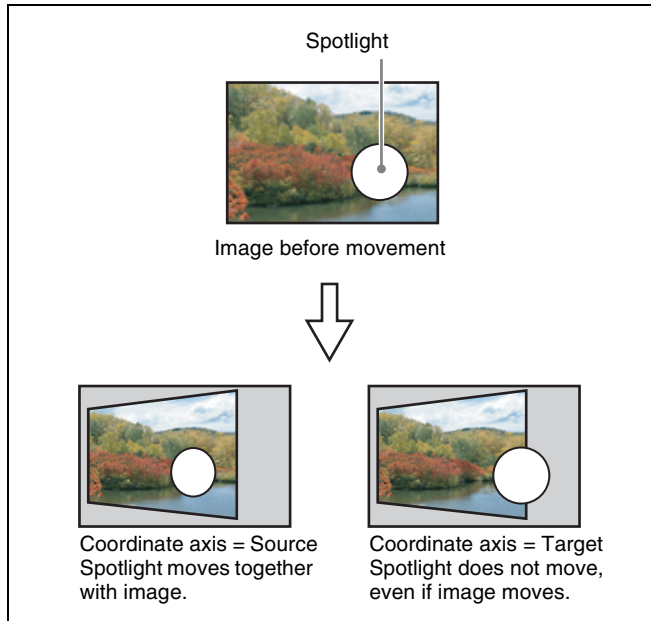 Spotlight
Image before movement
Coordinate axis = Source
Spotlight moves together
with image.
Coordinate axis = Target
Spotlight does not move,
even if image moves.